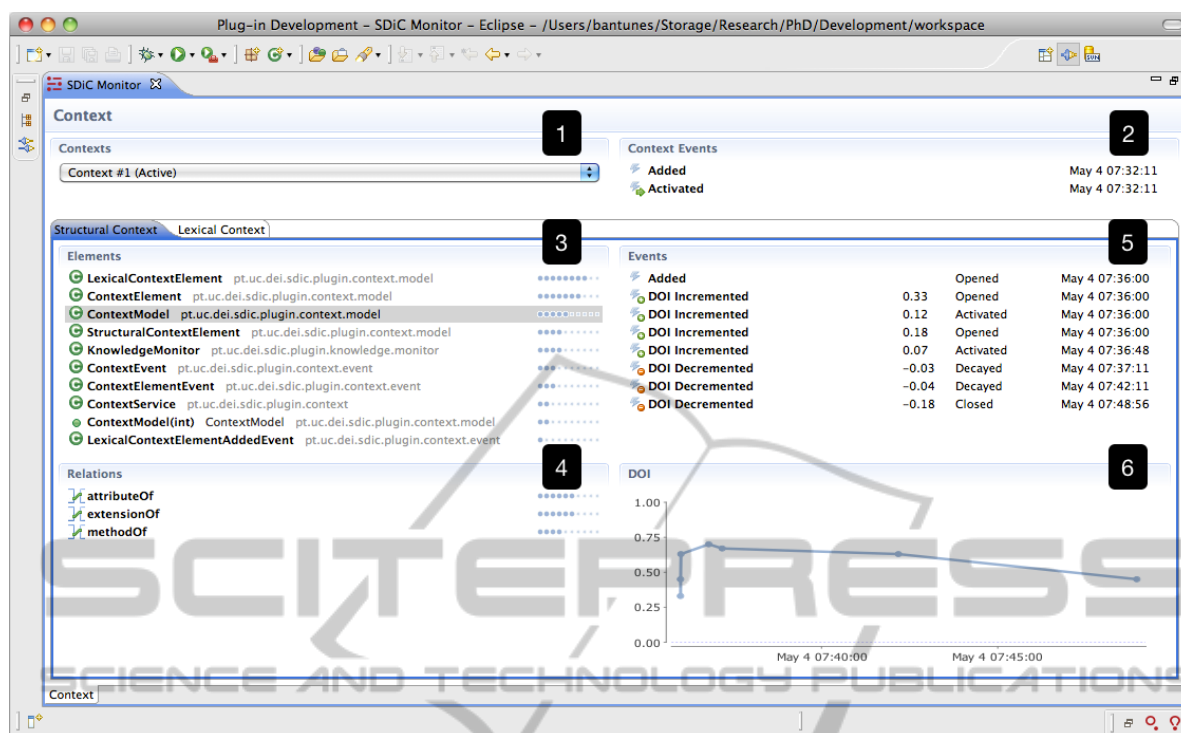 Plug-in Development – SDiC Monitor – Eclipse – /Users/bantunes/Storage/Research/PhD/Development/workspace
SVN
SDiC Monitor
Context
1
2
Contexts
Context #1 (Active)
Context Events
Added May 4 07:32:11
Activated May 4 07:32:11
Structural Context Lexical Context
3
5
Elements
LexicalContextElement pt.uc.dei.sdic.plugin.context.model
ContextElement pt.uc.dei.sdic.plugin.context.model
ContextModel pt.uc.dei.sdic.plugin.context.model
StructuralContextElement pt.uc.dei.sdic.plugin.context.model
KnowledgeMonitor pt.uc.dei.sdic.plugin.knowledge.monitor
ContextEvent pt.uc.dei.sdic.plugin.context.event
ContextElementEvent pt.uc.dei.sdic.plugin.context.event
ContextService pt.uc.dei.sdic.plugin.context
ContextModel(int) ContextModel pt.uc.dei.sdic.plugin.context.model
LexicalContextElementAddedEvent pt.uc.dei.sdic.plugin.context.event
Events
Added Opened May 4 07:36:00
DOI Incremented 0.33 Opened May 4 07:36:00
DOI Incremented 0.12 Activated May 4 07:36:00
DOI Incremented 0.18 Opened May 4 07:36:00
DOI Incremented 0.07 Activated May 4 07:36:48
DOI Decremented −0.03 Decayed May 4 07:37:11
DOI Decremented −0.04 Decayed May 4 07:42:11
DOI Decremented −0.18 Closed May 4 07:48:56
4
6
Relations
attributeOf
extensionOf
methodOf
DOI
1.00
0.75
0.50
0.25
0.00
May 4 07:40:00 May 4 07:45:00
SCITEPRESS
SCIENCE AND TECHNOLOGY PUBLICATIONS
Context